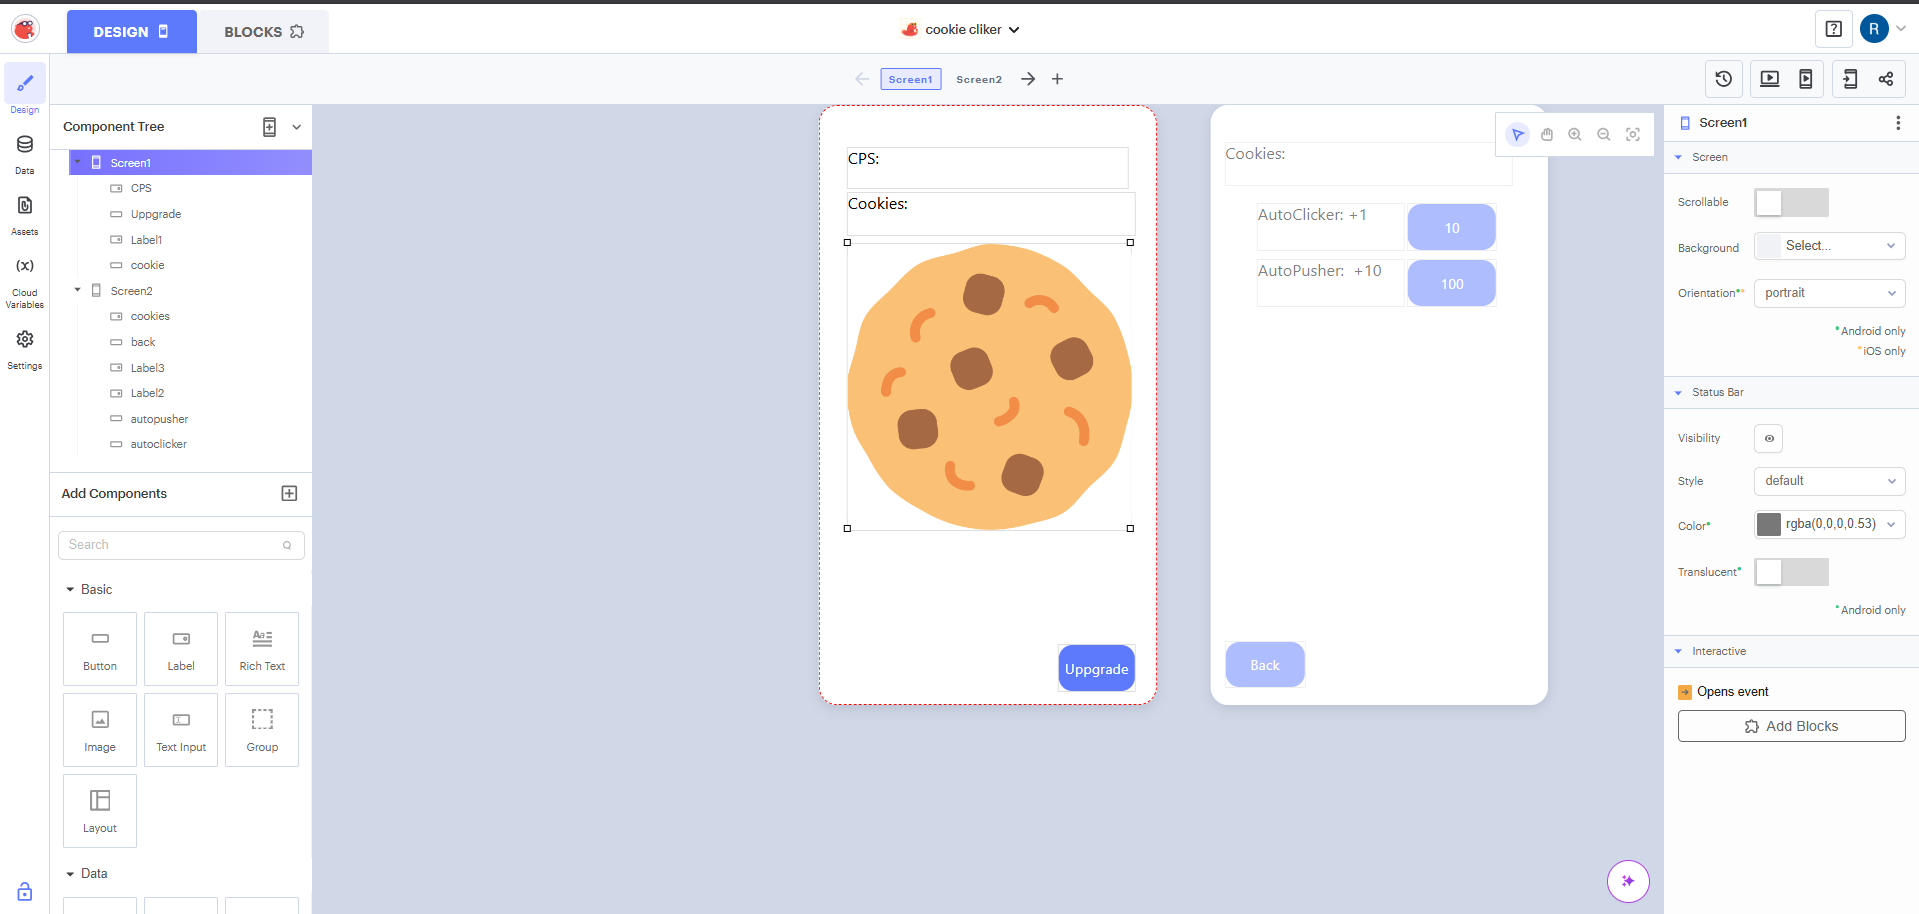 DESIGN
BLOCKS
cookie cliker
?
R
Screen1
Screen2
Design
Data
Assets
(x)
Cloud
Variables
Settings
Component Tree
Screen1
CPS
Uppgrade
Label1
cookie
Screen2
cookies
back
Label3
Label2
autopusher
autoclicker
Add Components
Search
Basic
Button
Label
Aa
Rich Text
Image
Text Input
Group
Layout
Data
CPS:
Cookies:
Uppgrade
Cookies:
AutoClicker: +1
10
AutoPusher: +10
100
Back
Screen1
Screen
Scrollable
Background
Select...
Orientation**
portrait
*Android only
*iOS only
Status Bar
Visibility
Style
default
Color*
rgba(0,0,0,0.53)
Translucent*
*Android only
Interactive
Opens event
Add Blocks